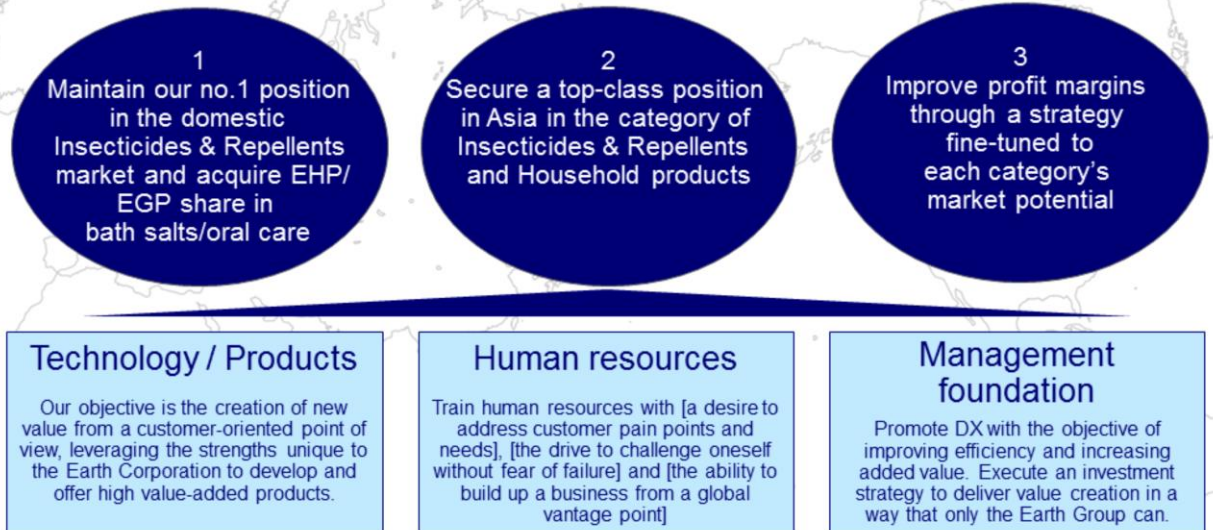 1
Maintain our no.1 position
in the domestic
Insecticides & Repellents
market and acquire EHP/
EGP share in
bath salts/oral care
2
Secure a top-class position
in Asia in the category of
Insecticides & Repellents
and Household products
3
Improve profit margins
through a strategy
fine-tuned to
each category's
market potential
Technology / Products
Our objective is the creation of new
value from a customer-oriented point of
view, leveraging the strengths unique to
the Earth Corporation to develop and
offer high value-added products.
Human resources
Train human resources with [a desire to
address customer pain points and
needs], [the drive to challenge oneself
without fear of failure] and [the ability to
build up a business from a global
vantage point]
Management
foundation
Promote DX with the objective of
improving efficiency and increasing
added value. Execute an investment
strategy to deliver value creation in a
way that only the Earth Group can.